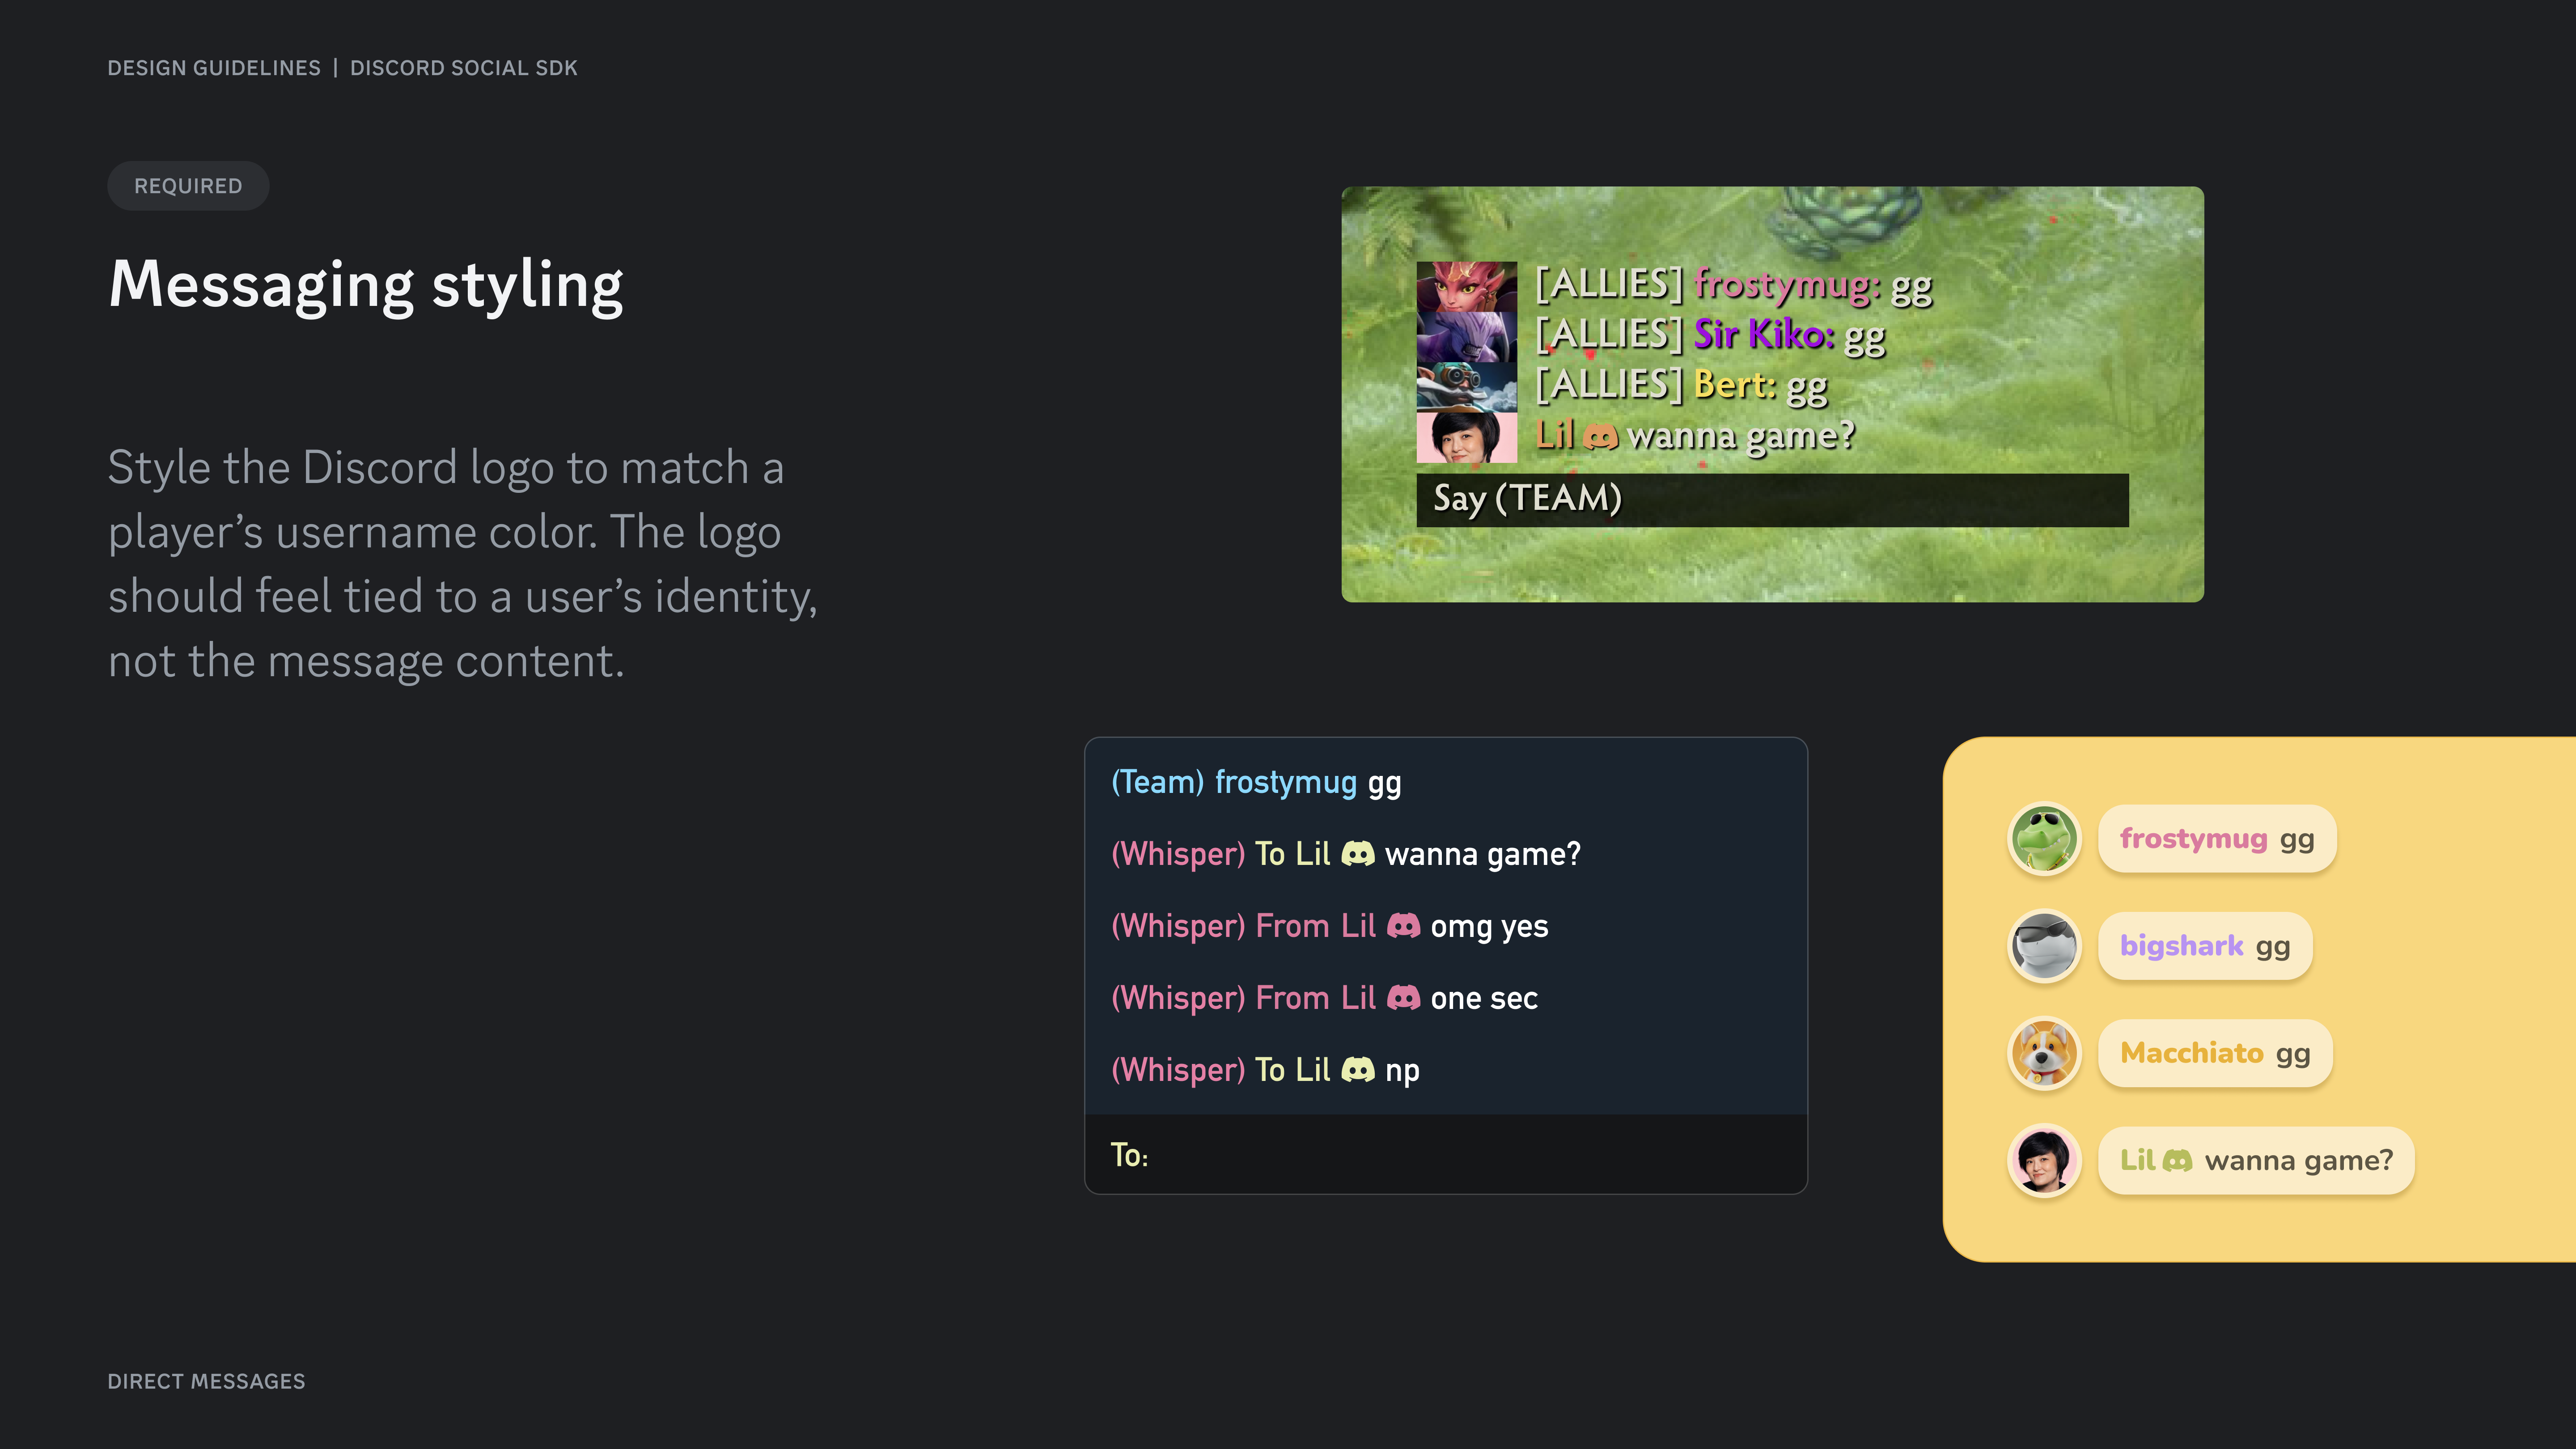 DESIGN GUIDELINES | DISCORD SOCIAL SDK
REQUIRED
Messaging styling
Style the Discord logo to match a
player’s username color. The logo
should feel tied to a user’s identity,
not the message content.
[ALLIES] frostymug: gg
[ALLIES] Sir Kiko: gg
[ALLIES] Bert: gg
Lil wanna game?
Say (TEAM)
(Team) frostymug gg
(Whisper) To Lil wanna game?
(Whisper) From Lil omg yes
(Whisper) From Lil one sec
(Whisper) To Lil np
To:
frostymug gg
bigshark gg
Macchiato gg
Lil wanna game?
DIRECT MESSAGES